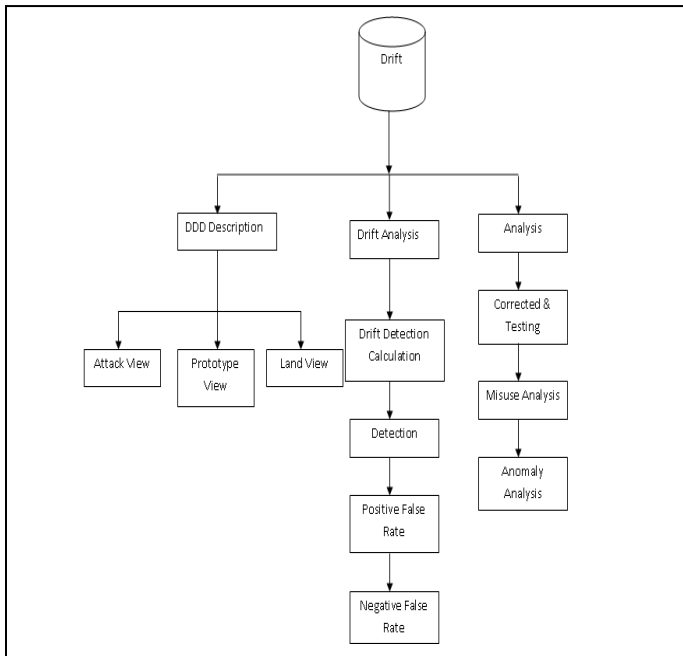 Drift
DDD Description
Drift Analysis
Analysis
Attack View
Prototype
View
Land View
Drift Detection
Calculation
Corrected &
Testing
Detection
Misuse Analysis
Positive False
Rate
Anomaly
Analysis
Negative False
Rate